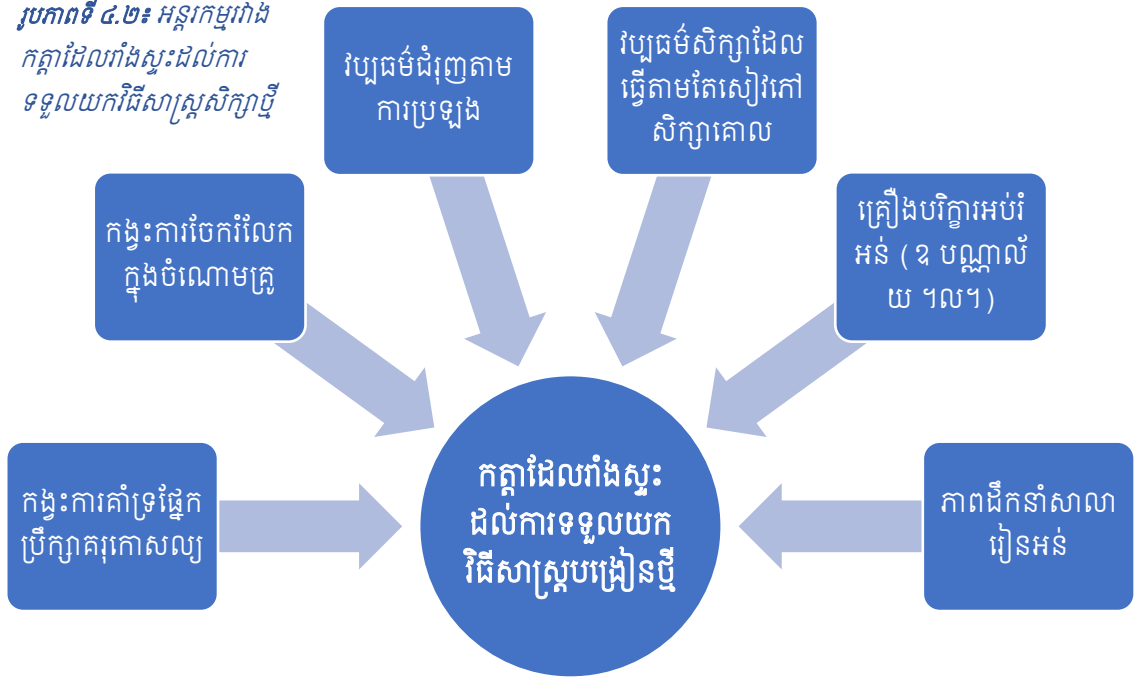 រូបភាពទី ៤.២៖ អន្តរកម្មរវាង
កត្តាដែលរាំងស្ទះដល់ការ
ទទួលយកវិធីសាស្ត្រសិក្សាថ្មី
វប្បធម៌ជំរុញតាម
ការប្រឡង
វប្បធម៌សិក្សាដែល
ធ្វើតាមតែសៀវភៅ
សិក្សាគោល
កង្វះការចែករំលែក
ក្នុងចំណោមគ្រូ
គ្រឿងបរិក្ខារអប់រំ
អន់ (ឧ បណ្ណាល័
យ ។ល។)
កង្វះការគាំទ្រផ្នែក
ប្រឹក្សាគរុកោសល្យ
កត្តាដែលរាំងស្ទះ
ដល់ការទទួលយក
វិធីសាស្ត្របង្រៀនថ្មី
ភាពដឹកនាំសាលា
រៀនអន់